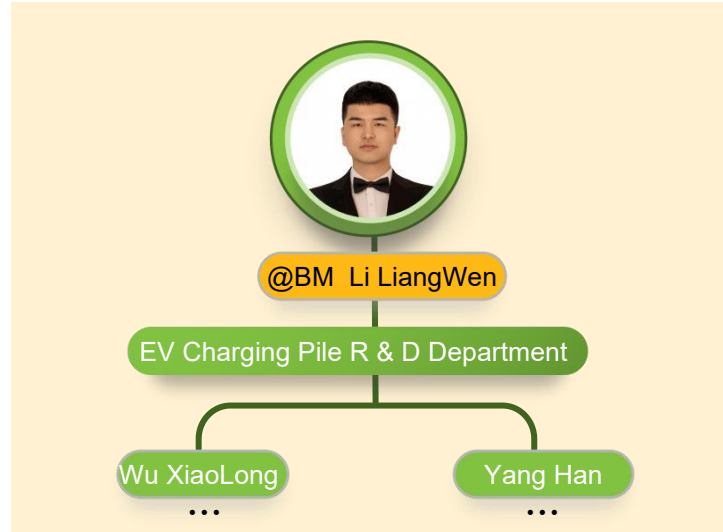 @BM  Li LiangWen
EV Charging Pile R & D Department
Wu XiaoLong
Yang Han
... 
...